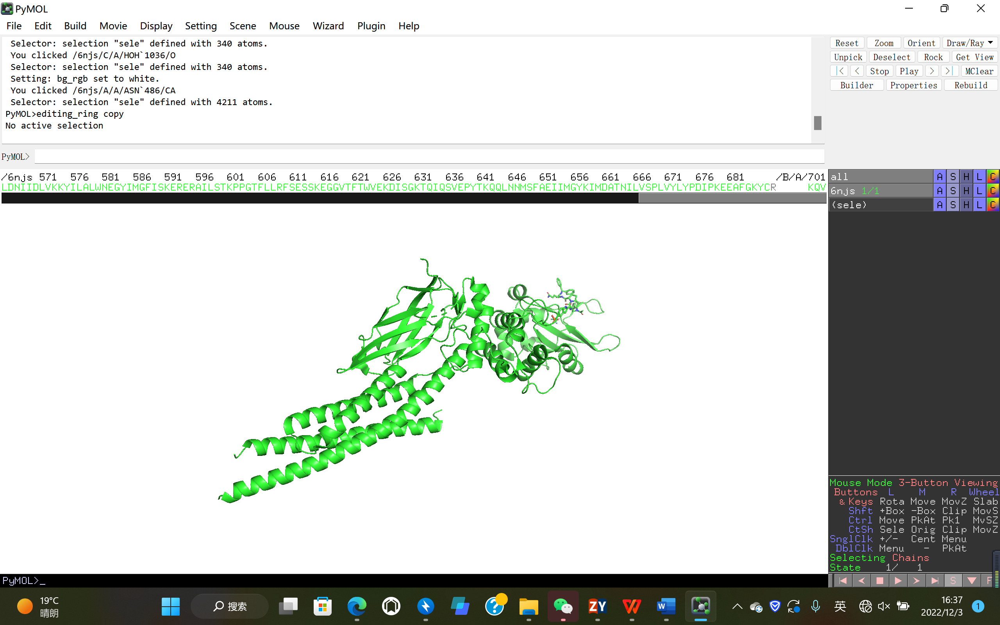 PyMOL
File Edit Build Movie Display Setting Scene Mouse Wizard Plugin Help
Selector: selection "sele" defined with 340 atoms.
You clicked /6njs/C/A/HOH`1036/O
Selector: selection "sele" defined with 340 atoms.
Setting: bg_rgb set to white.
You clicked /6njs/A/A/ASN`486/CA
Selector: selection "sele" defined with 4211 atoms.
PyMOL>editing_ring copy
No active selection
PyMOL>
Reset Zoom Orient Draw/Ray
Unpick Deselect Rock Get View
|< < Stop Play > >| MClear
Builder Properties Rebuild
/6njs 571 576 581 586 591 596 601 606 611 616 621 626 631 636 641 646 651 656 661 666 671 676 681 /B/A/701
LDNIIDLVKKYILALWNEGYIMGFISKERERAILSTKPPGTFLLRFSESSKEGGVTFTWVEKDISGKTQIQSVEPYTKQQLNNMSFAEIIMGYKIMDATNILVSPLVYLYPDIPKEEAFGKYCR KQV
all A S H L C
6njs 1/1 A S H L C
(sele) A S H L C
Mouse Mode 3-Button Viewing
Buttons L M R Wheel
& Keys Rota Move MovZ Slab
Shft +Box -Box Clip MovS
Ctrl Move PkAt Pk1 MvSZ
CtSh Sele Orig Clip MovZ
SnglClk +/- Cent Menu
DblClk Menu - PkAt
Selecting Chains
State 1/ 1
S F
PyMOL>_
19°C
晴朗
搜索
ZY
W
英
16:37
2022/12/3
1